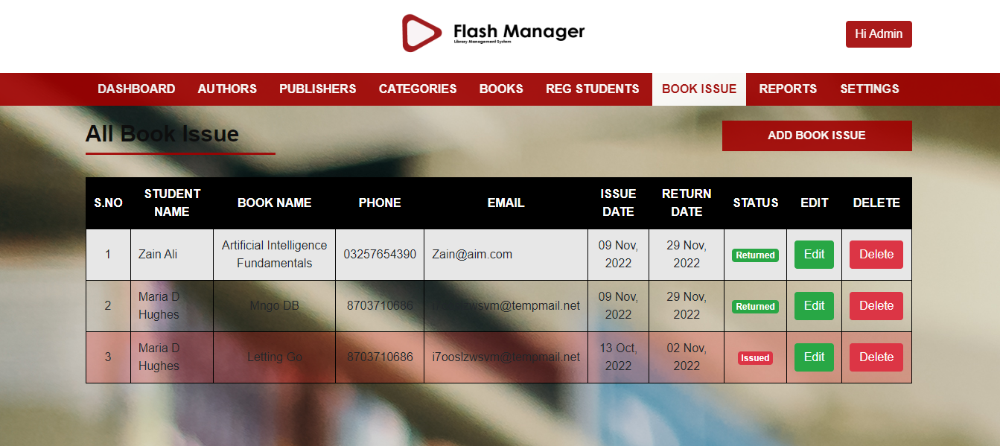 Flash Manager
Library Management System
Hi Admin
DASHBOARD AUTHORS PUBLISHERS CATEGORIES BOOKS REG STUDENTS BOOK ISSUE REPORTS SETTINGS
All Book Issue
ADD BOOK ISSUE
S.NO STUDENT NAME BOOK NAME PHONE EMAIL ISSUE DATE RETURN DATE STATUS EDIT DELETE
1 Zain Ali Artificial Intelligence Fundamentals 03257654390 Zain@aim.com 09 Nov, 2022 29 Nov, 2022 Returned Edit Delete
2 Maria D Hughes Mngo DB 8703710686 i7ooslzwsvm@tempmail.net 09 Nov, 2022 29 Nov, 2022 Returned Edit Delete
3 Maria D Hughes Letting Go 8703710686 i7ooslzwsvm@tempmail.net 13 Oct, 2022 02 Nov, 2022 Issued Edit Delete